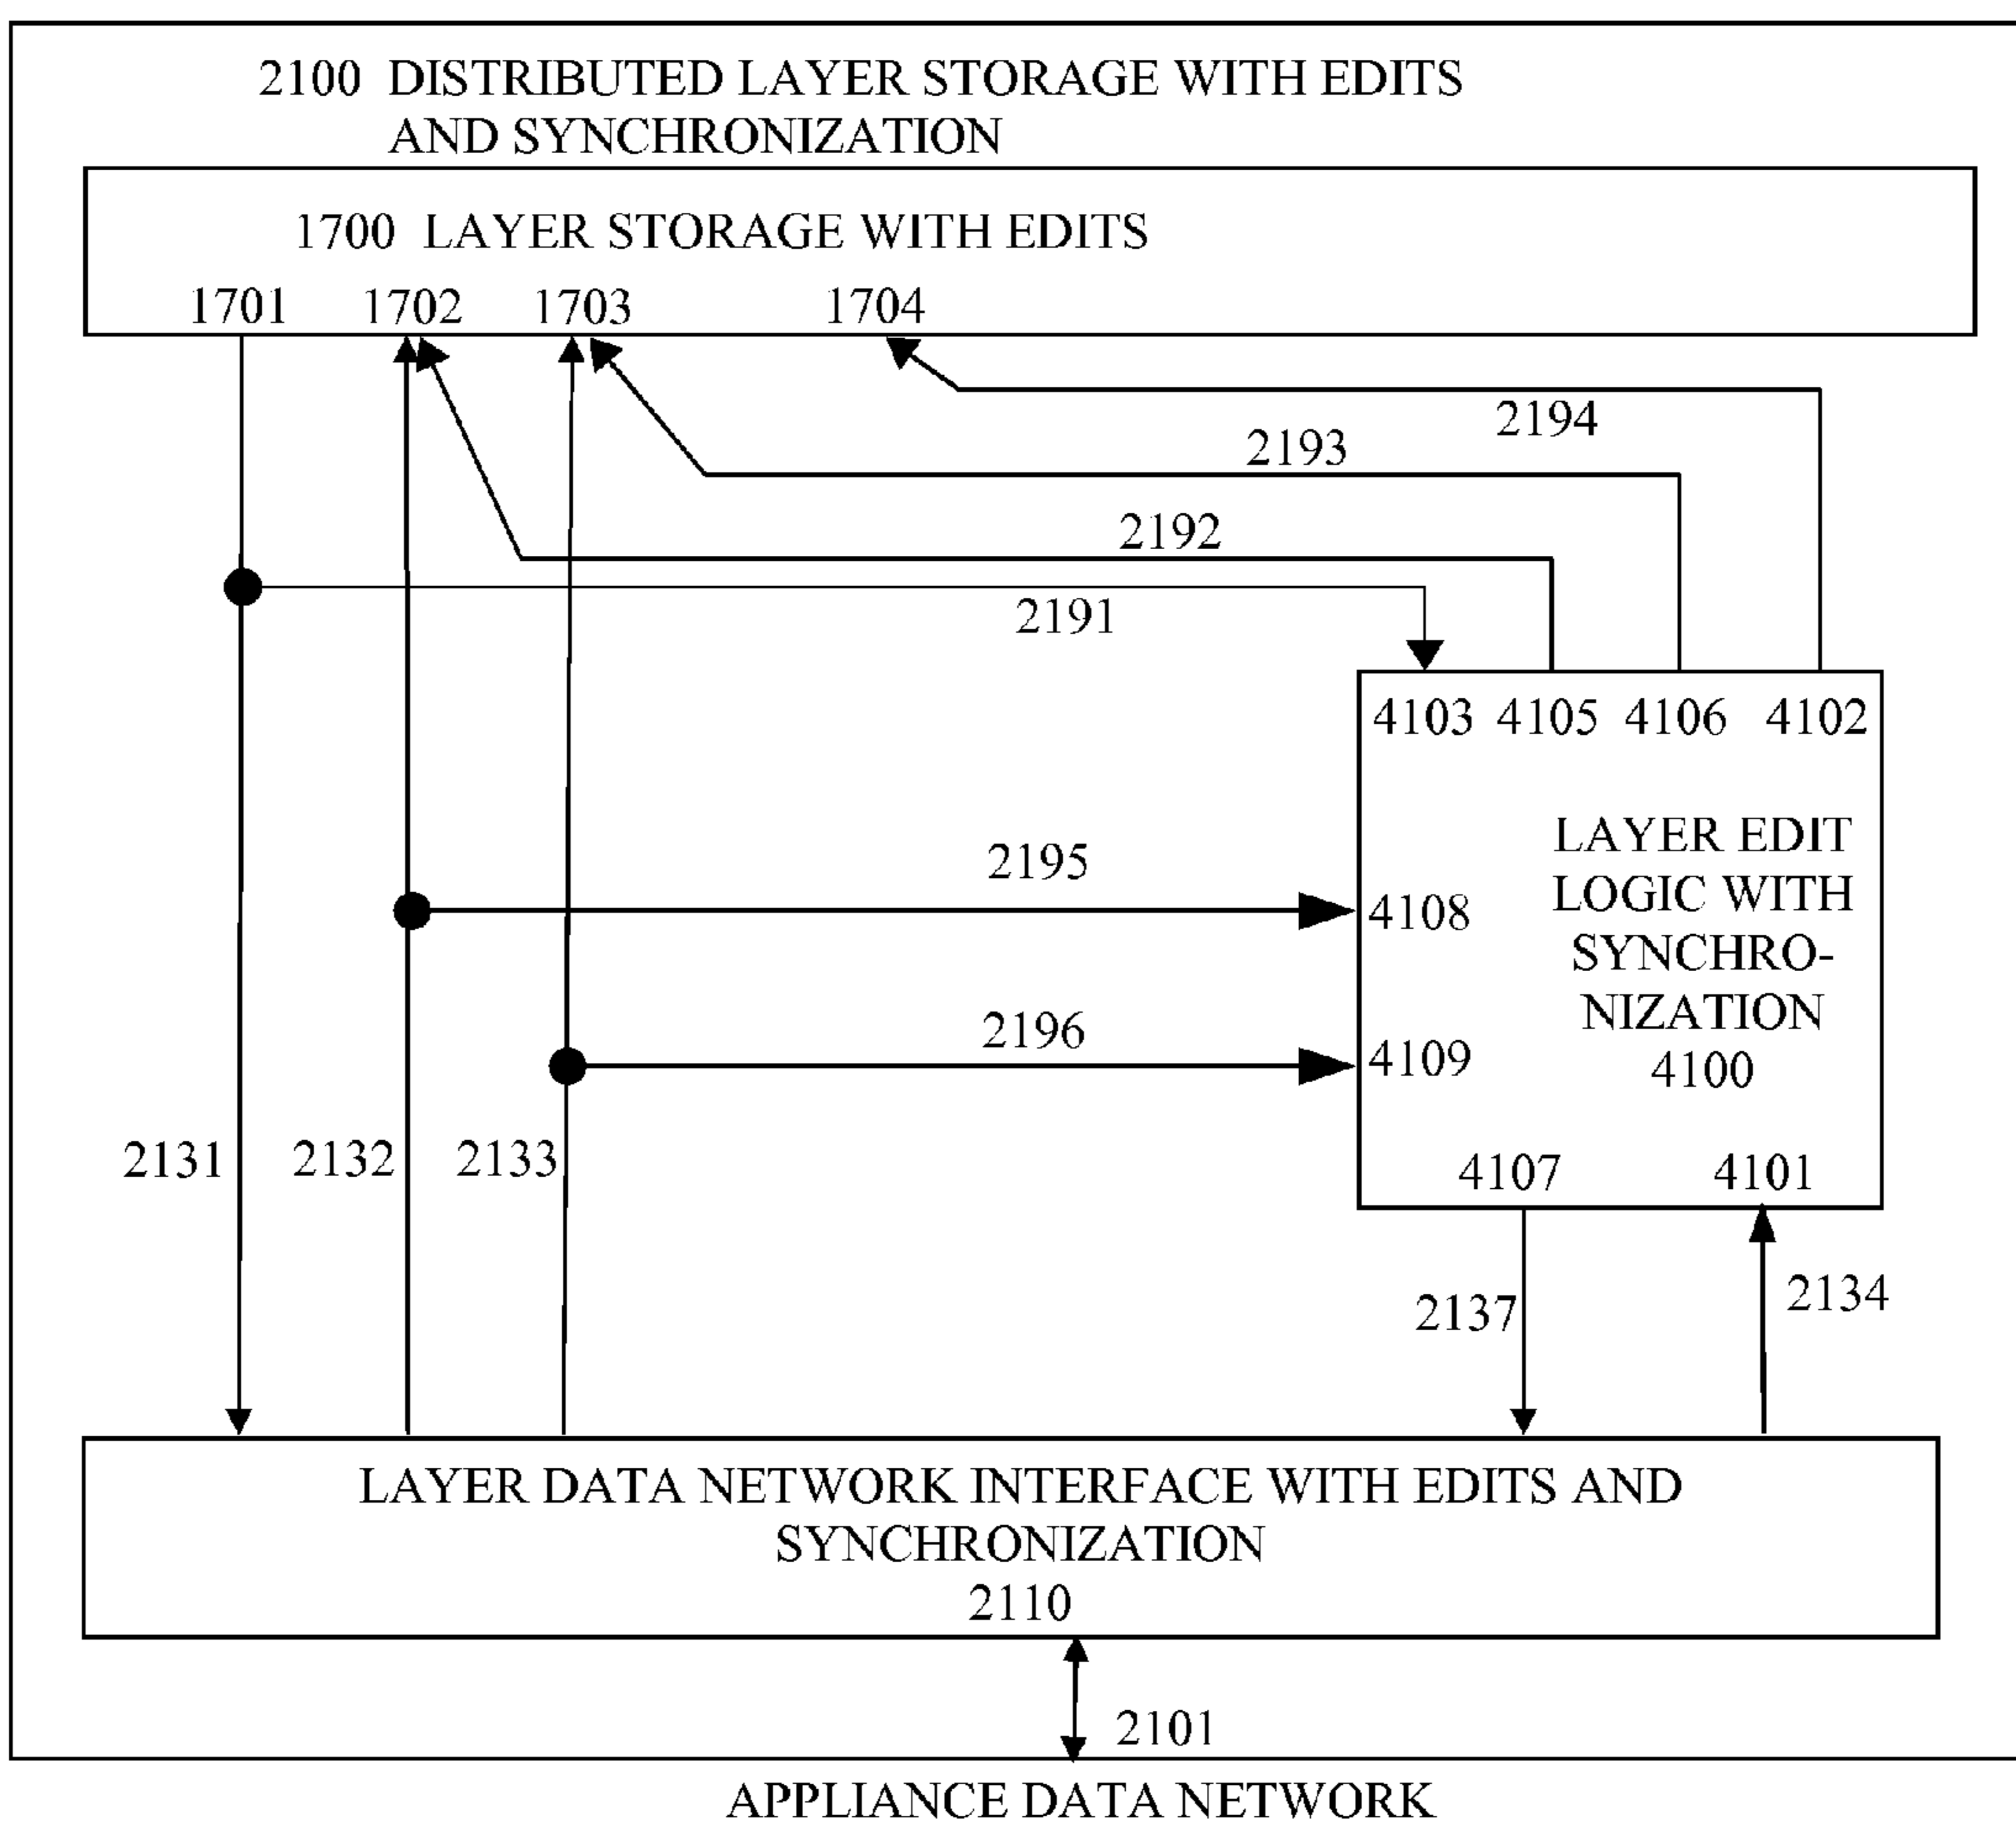 2100 DISTRIBUTED LAYER STORAGE WITH EDITS
AND SYNCHRONIZATION
1700 LAYER STORAGE WITH EDITS
1701 1702 1703 1704
2194
2193
2192
2191
4103 4105 4106 4102
LAYER EDIT
LOGIC WITH
SYNCHRO-
NIZATION
4100
2195
4108
2196
4109
2131 2132 2133
4107 4101
2137 2134
LAYER DATA NETWORK INTERFACE WITH EDITS AND
SYNCHRONIZATION
2110
2101
APPLIANCE DATA NETWORK